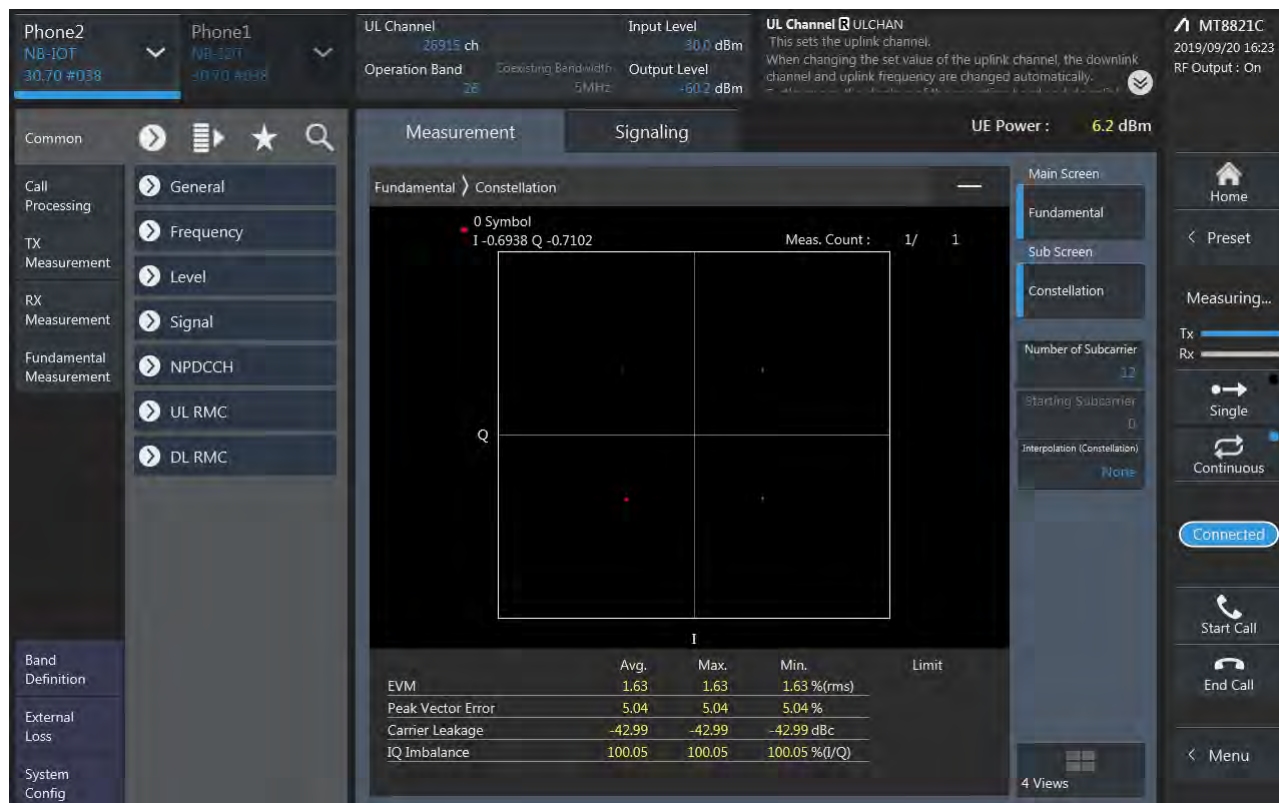 Phone2
NB-IOT
30.70 #038
Phone1
NB-IOT
30.70 #038
UL Channel
26915 ch
Input Level
30.0 dBm
Operation Band
26
Coexisting Bandwidth
5MHz
Output Level
-60.2 dBm
UL Channel R ULCHAN
This sets the uplink channel.
When changing the set value of the uplink channel, the downlink
channel and uplink frequency are changed automatically.
MT8821C
2019/09/20 16:23
RF Output : On
Common
Call
Processing
TX
Measurement
RX
Measurement
Fundamental
Measurement
Band
Definition
External
Loss
System
Config
General
Frequency
Level
Signal
NPDCCH
UL RMC
DL RMC
Measurement
Signaling
UE Power : 6.2 dBm
Fundamental 〉 Constellation
0 Symbol
I -0.6938 Q -0.7102
Meas. Count : 1/ 1
Q
I
Avg. Max. Min. Limit
EVM 1.63 1.63 1.63 %(rms)
Peak Vector Error 5.04 5.04 5.04 %
Carrier Leakage -42.99 -42.99 -42.99 dBc
IQ Imbalance 100.05 100.05 100.05 %(I/Q)
Main Screen
Fundamental
Sub Screen
Constellation
Number of Subcarrier
12
Starting Subcarrier
0
Interpolation (Constellation)
None
4 Views
Home
< Preset
Measuring...
Tx
Rx
Single
Continuous
Connected
Start Call
End Call
< Menu